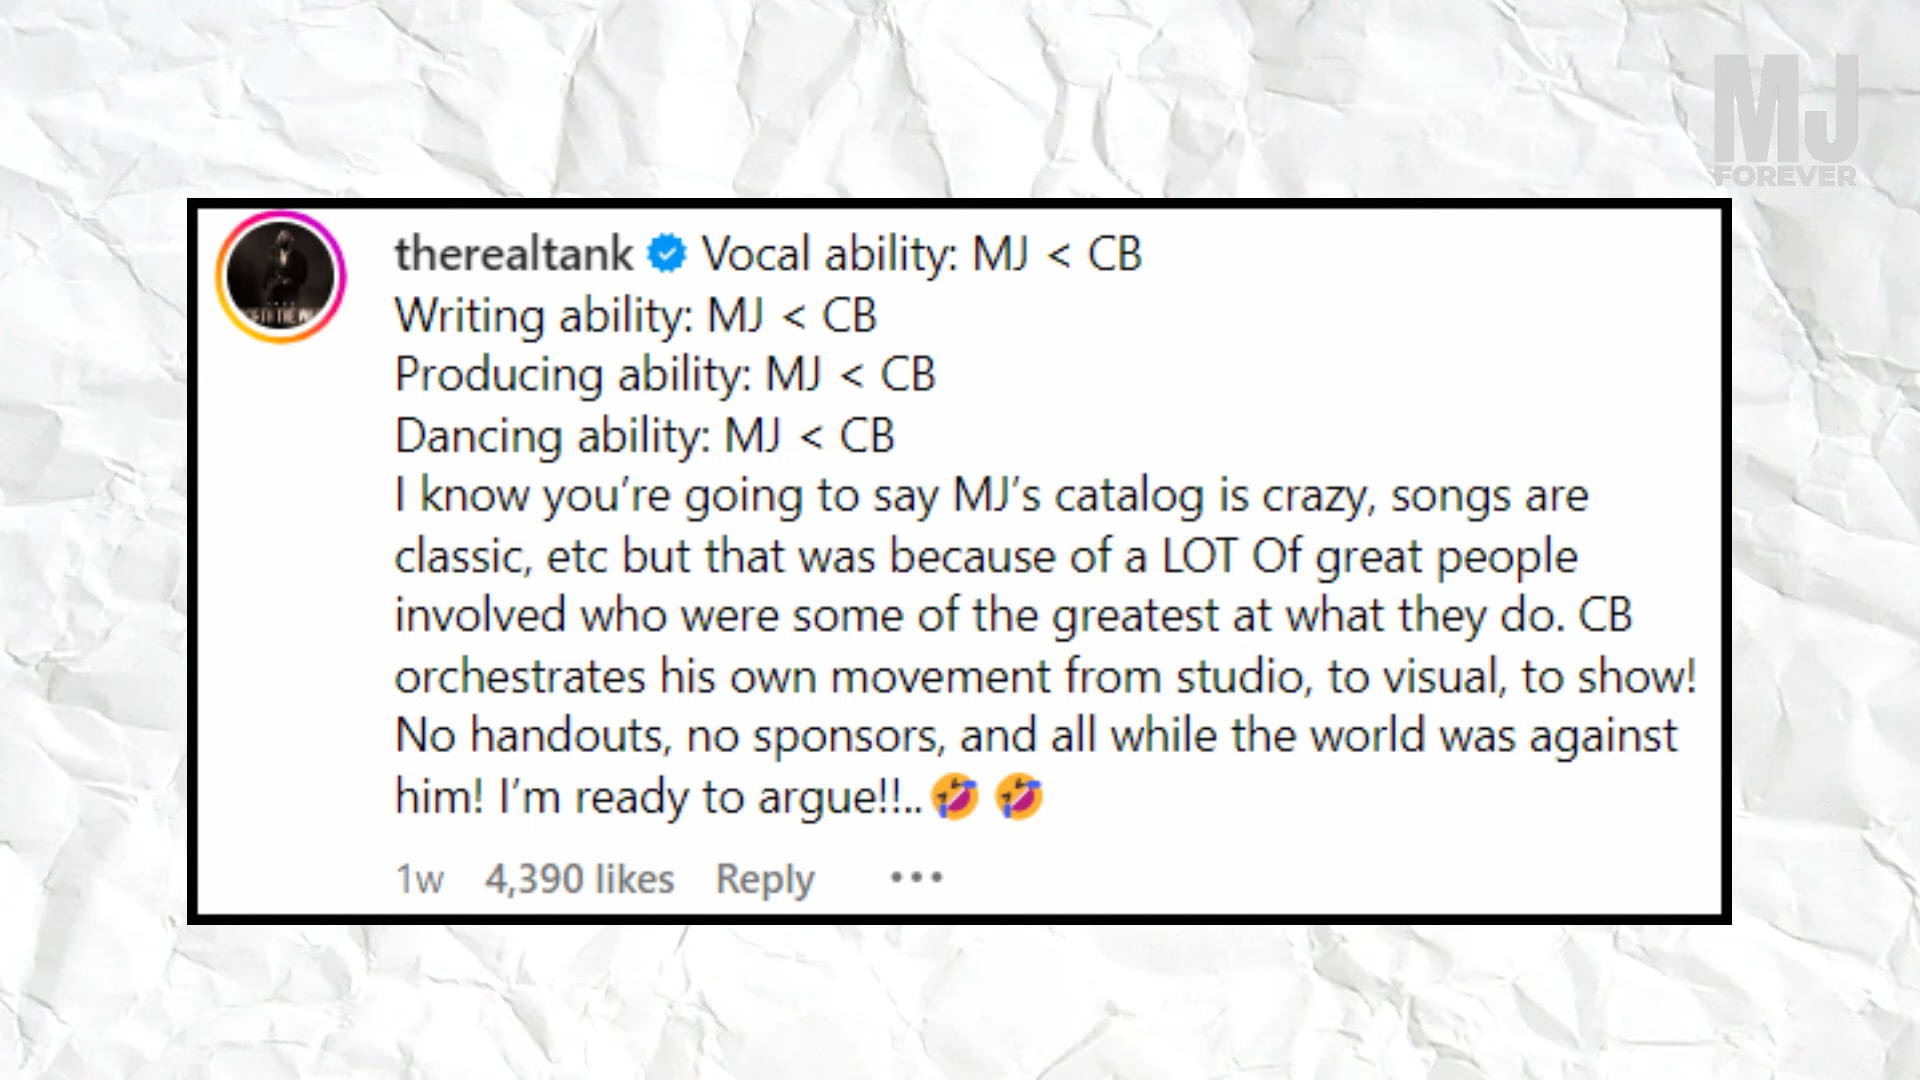 MJ
FOREVER
therealtank Vocal ability: MJ < CB
Writing ability: MJ < CB
Producing ability: MJ < CB
Dancing ability: MJ < CB
I know you’re going to say MJ’s catalog is crazy, songs are
classic, etc but that was because of a LOT Of great people
involved who were some of the greatest at what they do. CB
orchestrates his own movement from studio, to visual, to show!
No handouts, no sponsors, and all while the world was against
him! I’m ready to argue!!..🤣 🤣
1w 4,390 likes Reply •••